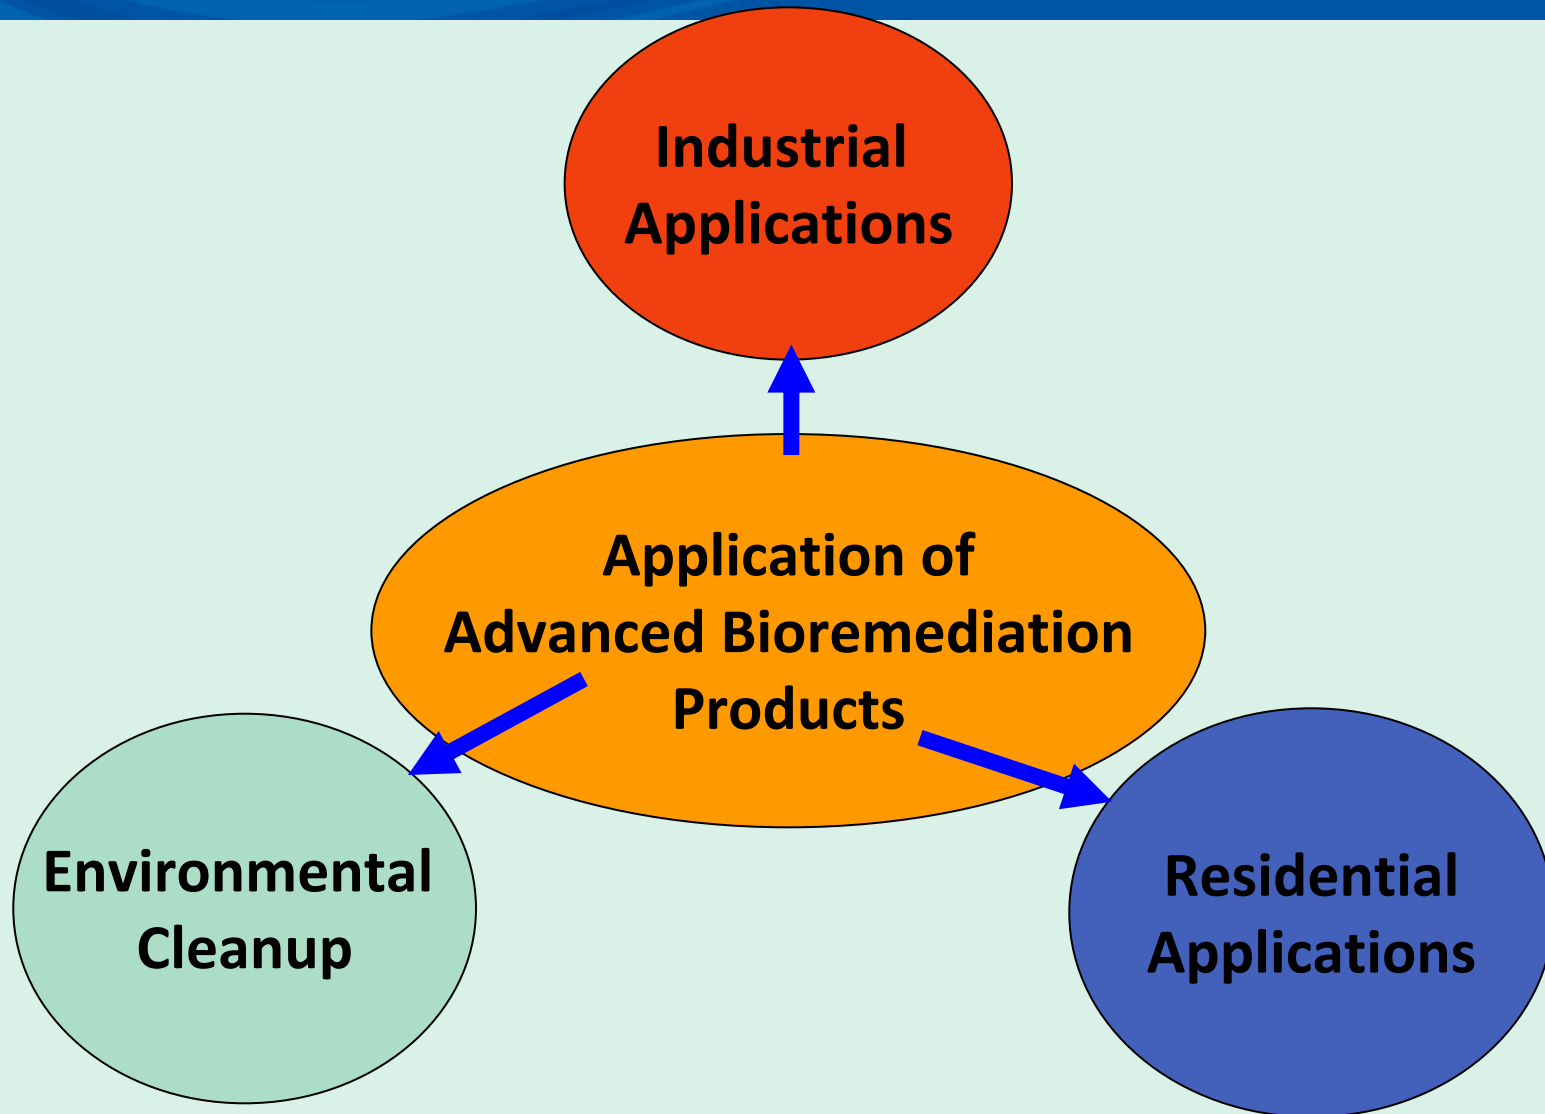 Industrial
Applications
Application of
Advanced Bioremediation
Products
Environmental
Cleanup
Residential
Applications